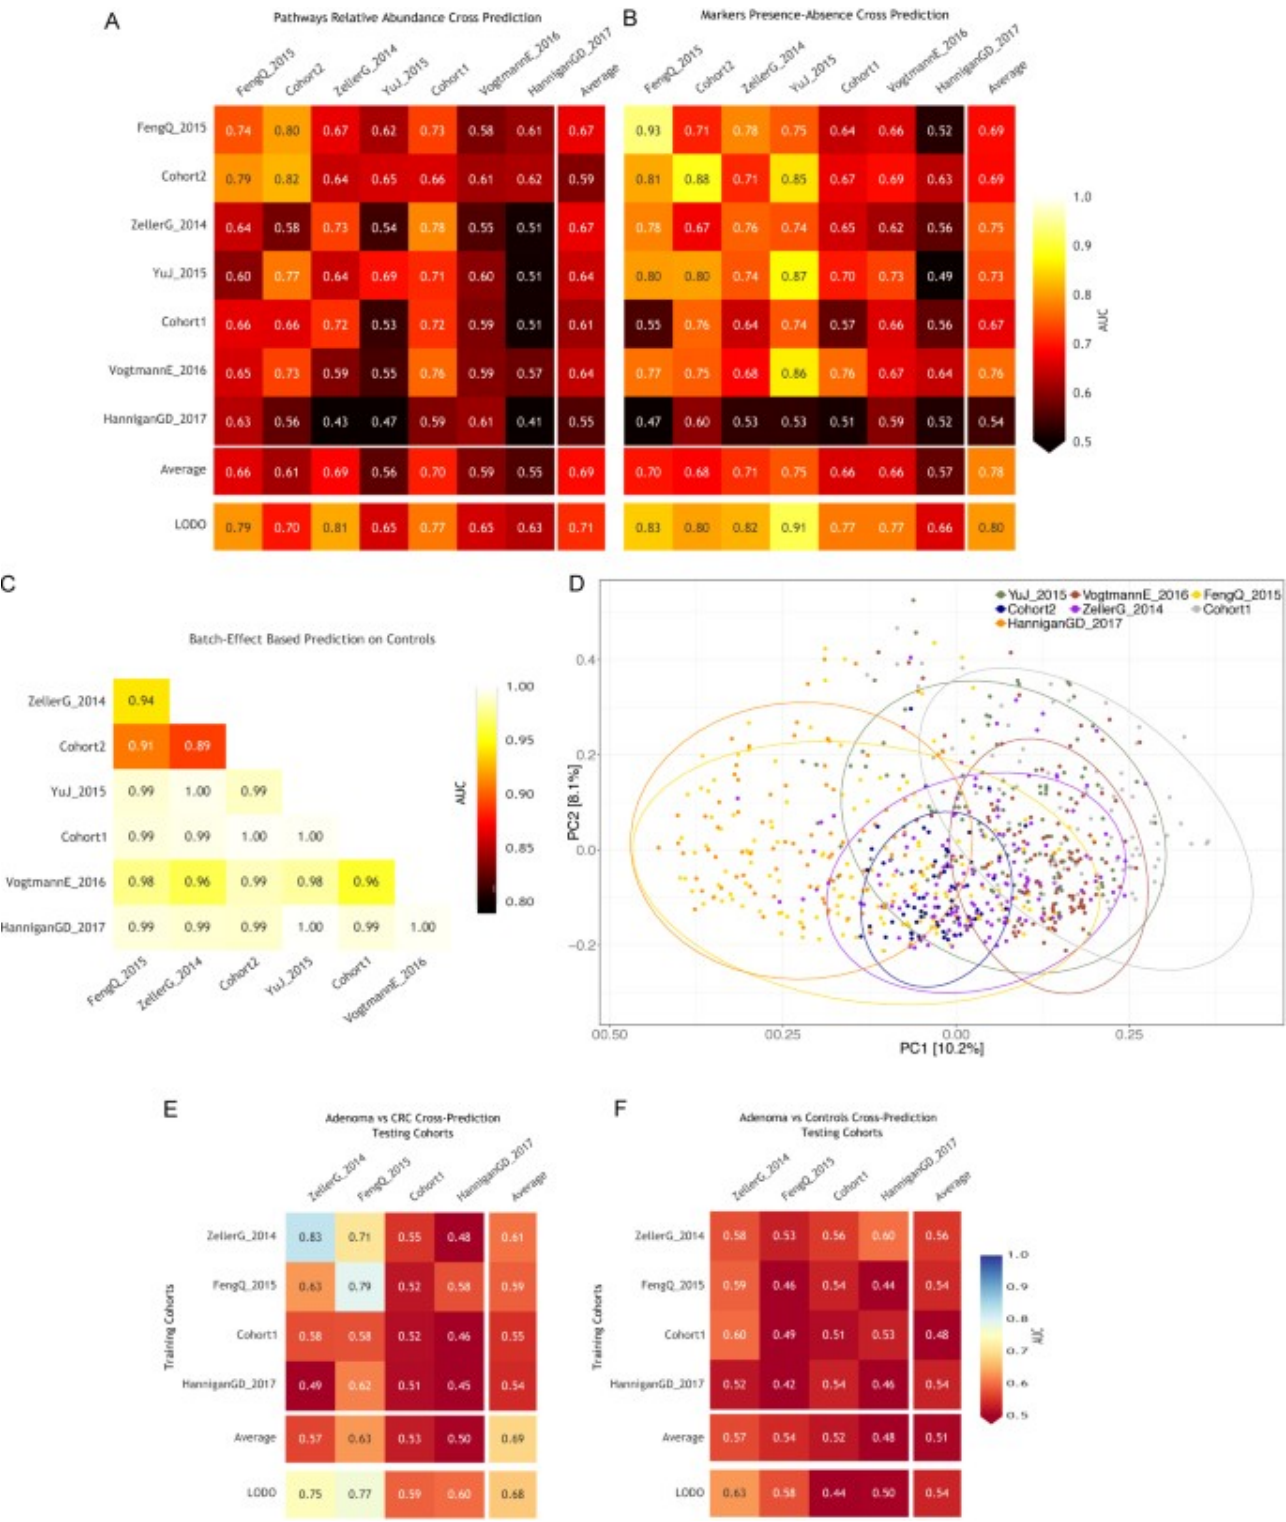 A
Pathways Relative Abundance Cross Prediction
FengQ_2015 Cohort2 ZellerG_2014 YuJ_2015 Cohort1 VogtmannE_2016 HanniganGD_2017 Average
FengQ_2015 0.74 0.80 0.67 0.62 0.73 0.58 0.61 0.67
Cohort2 0.79 0.82 0.64 0.65 0.66 0.61 0.62 0.59
ZellerG_2014 0.64 0.58 0.73 0.54 0.78 0.55 0.51 0.67
YuJ_2015 0.60 0.77 0.64 0.69 0.71 0.60 0.51 0.64
Cohort1 0.66 0.66 0.72 0.53 0.72 0.59 0.51 0.61
VogtmannE_2016 0.65 0.73 0.59 0.55 0.76 0.59 0.57 0.64
HanniganGD_2017 0.63 0.56 0.43 0.47 0.59 0.61 0.41 0.55
Average 0.66 0.61 0.69 0.56 0.70 0.59 0.55 0.69
LODO 0.79 0.70 0.81 0.65 0.77 0.65 0.63 0.71
B
Markers Presence-Absence Cross Prediction
FengQ_2015 Cohort2 ZellerG_2014 YuJ_2015 Cohort1 VogtmannE_2016 HanniganGD_2017 Average
0.93 0.71 0.78 0.75 0.64 0.66 0.52 0.69
0.81 0.88 0.71 0.85 0.67 0.69 0.63 0.69
0.78 0.67 0.76 0.74 0.65 0.62 0.56 0.75
0.80 0.80 0.74 0.87 0.70 0.73 0.49 0.73
0.55 0.76 0.64 0.74 0.57 0.66 0.56 0.67
0.77 0.75 0.68 0.86 0.76 0.67 0.64 0.76
0.47 0.60 0.53 0.53 0.51 0.59 0.52 0.54
0.70 0.68 0.71 0.75 0.66 0.66 0.57 0.78
0.83 0.80 0.82 0.91 0.77 0.77 0.66 0.80
1.0
0.9
0.8
0.7
0.6
0.5
AUC
C
Batch-Effect Based Prediction on Controls
ZellerG_2014 0.94
Cohort2 0.91 0.89
YuJ_2015 0.99 1.00 0.99
Cohort1 0.99 0.99 1.00 1.00
VogtmannE_2016 0.98 0.96 0.99 0.98 0.96
HanniganGD_2017 0.99 0.99 0.99 1.00 0.99 1.00
FengQ_2015 ZellerG_2014 Cohort2 YuJ_2015 Cohort1 VogtmannE_2016
1.00
0.95
0.90
0.85
0.80
AUC
D
YuJ_2015 VogtmannE_2016 FengQ_2015
Cohort2 ZellerG_2014 Cohort1
HanniganGD_2017
0.4
0.2
0.0
−0.2
PC2 [8.1%]
00.50 00.25 0.00 0.25
PC1 [10.2%]
E
Adenoma vs CRC Cross-Prediction
Testing Cohorts
ZellerG_2014 FengQ_2015 Cohort1 HanniganGD_2017 Average
Training Cohorts
ZellerG_2014 0.83 0.71 0.55 0.48 0.61
FengQ_2015 0.63 0.79 0.52 0.58 0.59
Cohort1 0.58 0.58 0.52 0.46 0.55
HanniganGD_2017 0.49 0.62 0.51 0.45 0.54
Average 0.57 0.63 0.53 0.50 0.69
LODO 0.75 0.77 0.59 0.60 0.68
F
Adenoma vs Controls Cross-Prediction
Testing Cohorts
ZellerG_2014 FengQ_2015 Cohort1 HanniganGD_2017 Average
Training Cohorts
ZellerG_2014 0.58 0.53 0.56 0.60 0.56
FengQ_2015 0.59 0.46 0.54 0.44 0.54
Cohort1 0.60 0.49 0.51 0.53 0.48
HanniganGD_2017 0.52 0.42 0.54 0.46 0.54
Average 0.57 0.54 0.52 0.48 0.51
LODO 0.63 0.58 0.44 0.50 0.54
1.0
0.9
0.8
0.7
0.6
0.5
AUC